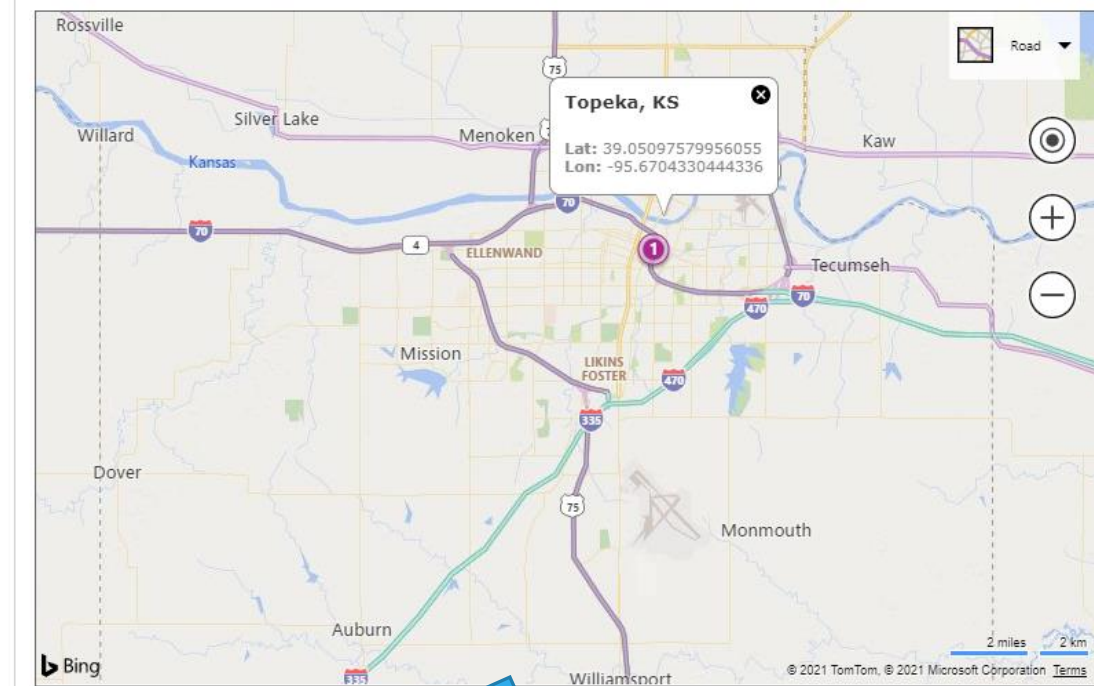 Rossville
Road
75
Topeka, KS
Lat: 39.05097579956055
Lon: -95.6704330444336
Silver Lake
Willard
Menoken
Kaw
Kansas
70
70
4
ELLENWAND
1
Tecumseh
70
470
Mission
LIKINS
FOSTER
470
335
Dover
75
Monmouth
Auburn
2 miles
2 km
Bing
335
Williamsport
© 2021 TomTom, © 2021 Microsoft Corporation Terms